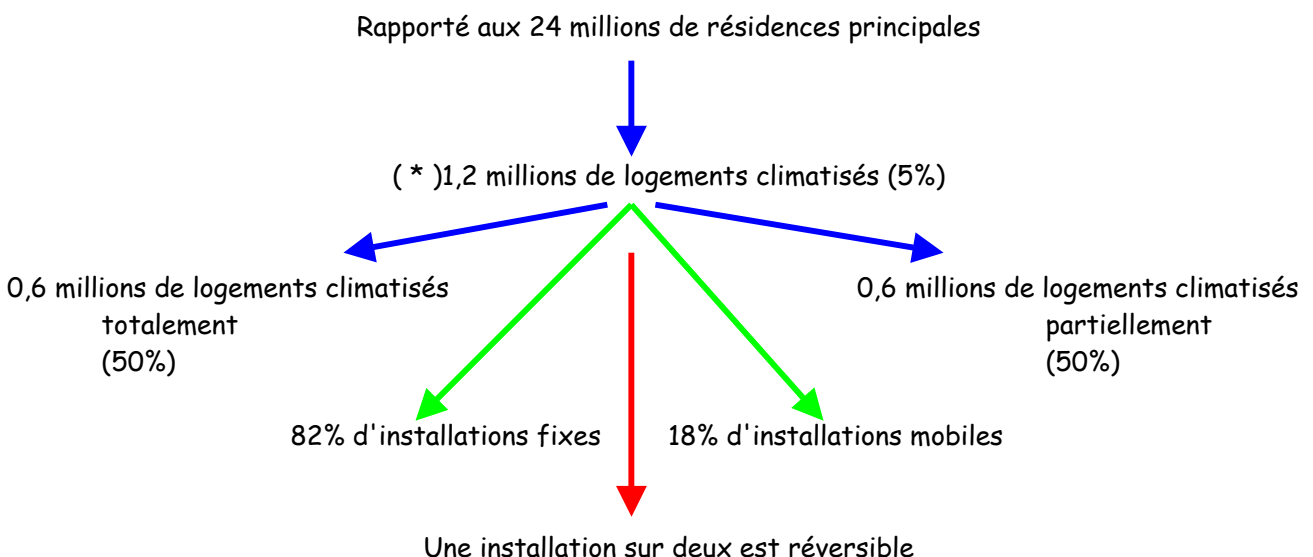 Rapporté aux 24 millions de résidences principales
( * )1,2 millions de logements climatisés (5%)
0,6 millions de logements climatisés
totalement
(50%)
0,6 millions de logements climatisés
partiellement
(50%)
82% d'installations fixes
18% d'installations mobiles
Une installation sur deux est réversible